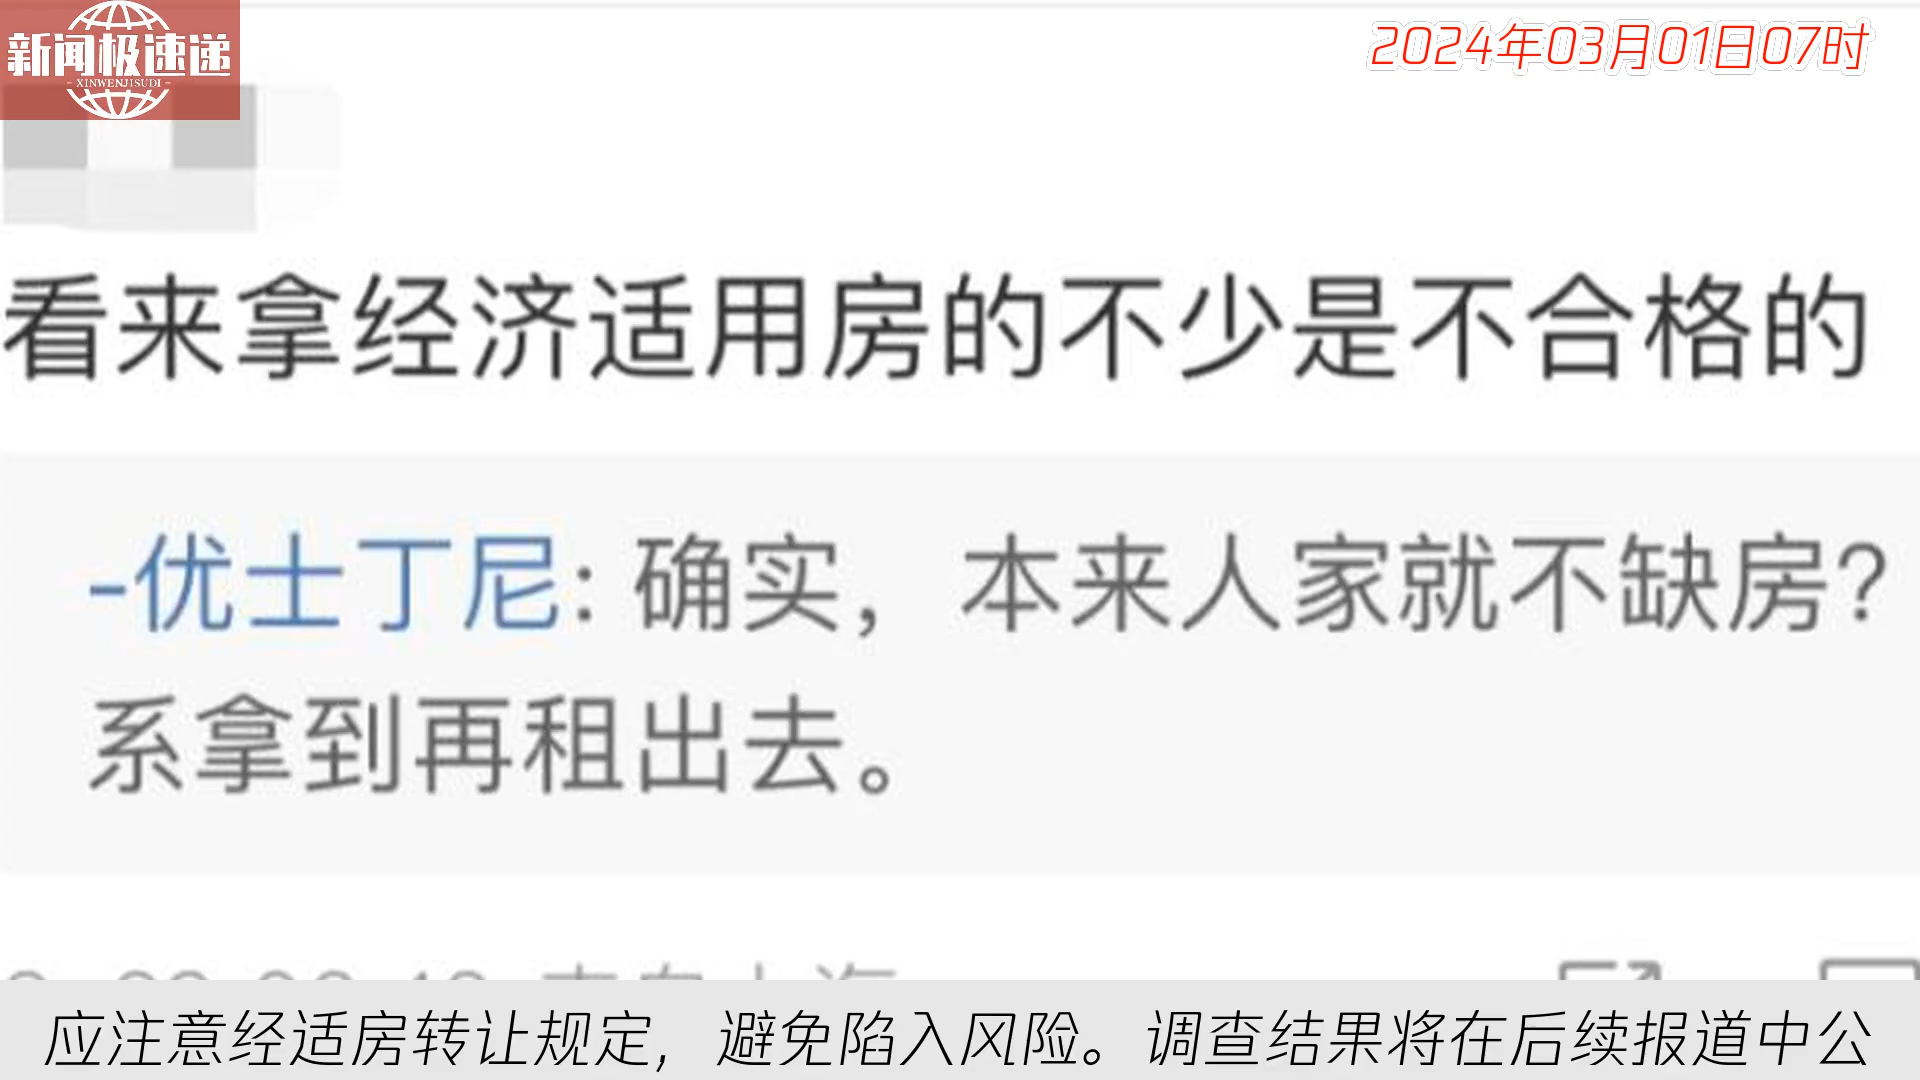 新闻极速递
- XINWENJISUDI -
2024年03月01日07时
看来拿经济适用房的不少是不合格的
-优士丁尼: 确实，本来人家就不缺房?
系拿到再租出去。
应注意经适房转让规定，避免陷入风险。调查结果将在后续报道中公